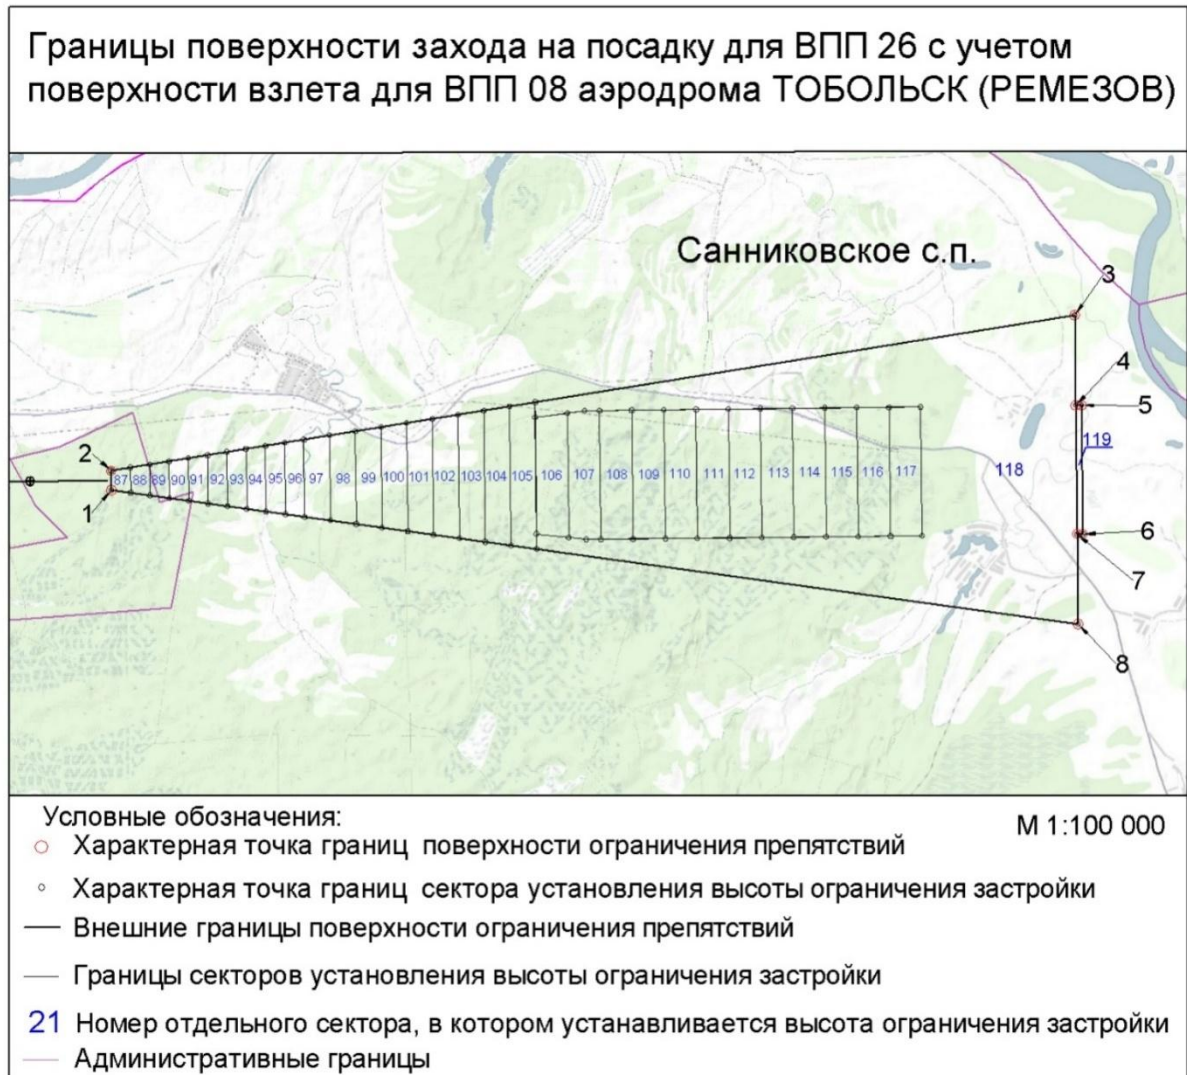 Границы поверхности захода на посадку для ВПП 26 с учетом
поверхности взлета для ВПП 08 аэродрома ТОБОЛЬСК (РЕМЕЗОВ)
Санниковское с.п.
3
4
5
119
2
87 88 89 90 91 92 93 94 95 96 97 98 99 100 101 102 103 104 105 106 107 108 109 110 111 112 113 114 115 116 117 118
1
6
7
8
Условные обозначения:
М 1:100 000
Характерная точка границ поверхности ограничения препятствий
Характерная точка границ сектора установления высоты ограничения застройки
Внешние границы поверхности ограничения препятствий
Границы секторов установления высоты ограничения застройки
21 Номер отдельного сектора, в котором устанавливается высота ограничения застройки
Административные границы